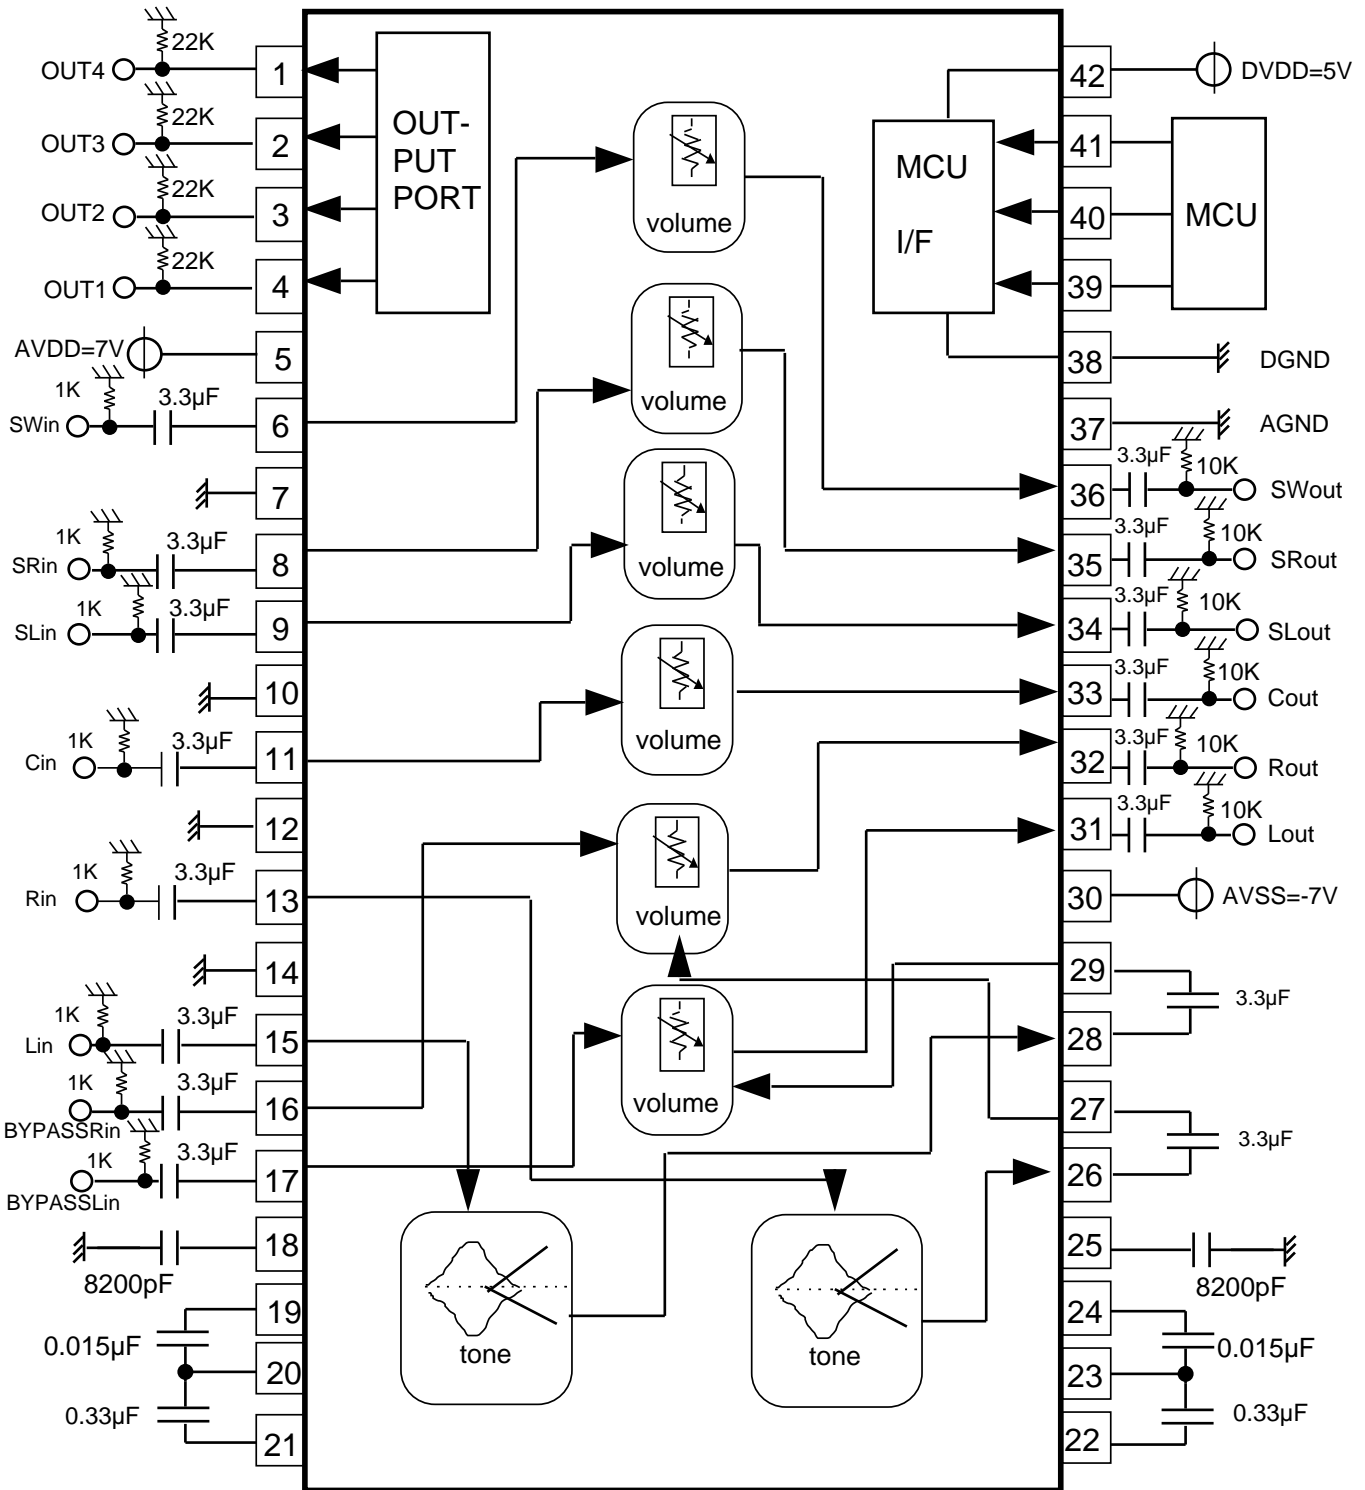 22K
OUT4
1
22K
OUT3
2
22K
OUT2
3
22K
OUT1
4
OUT-
PUT
PORT
AVDD=7V
5
1K
3.3µF
SWin
6
7
1K
3.3µF
SRin
8
1K
3.3µF
SLin
9
10
1K
3.3µF
Cin
11
12
1K
3.3µF
Rin
13
14
1K
3.3µF
Lin
15
1K
3.3µF
16
BYPASSRin
1K
3.3µF
17
BYPASSLin
18
8200pF
19
0.015µF
20
0.33µF
21
volume
volume
volume
volume
volume
volume
tone
tone
MCU
I/F
MCU
42
DVDD=5V
41
40
39
38
DGND
37
AGND
3.3µF
10K
36
SWout
3.3µF
10K
35
SRout
3.3µF
10K
34
SLout
3.3µF
10K
33
Cout
3.3µF
10K
32
Rout
3.3µF
10K
31
Lout
30
AVSS=-7V
29
3.3µF
28
27
3.3µF
26
25
8200pF
24
0.015µF
23
0.33µF
22